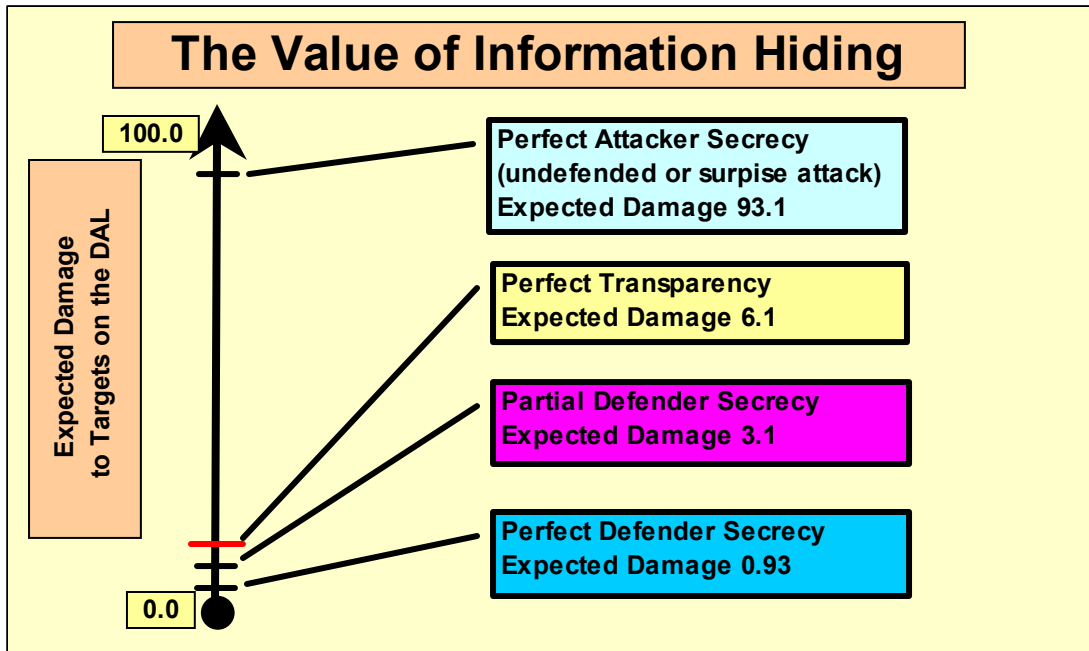 The Value of Information Hiding
100.0
Expected Damage
to Targets on the DAL
Perfect Attacker Secrecy
(undefended or surpise attack)
Expected Damage 93.1
Perfect Transparency
Expected Damage 6.1
Partial Defender Secrecy
Expected Damage 3.1
Perfect Defender Secrecy
Expected Damage 0.93
0.0